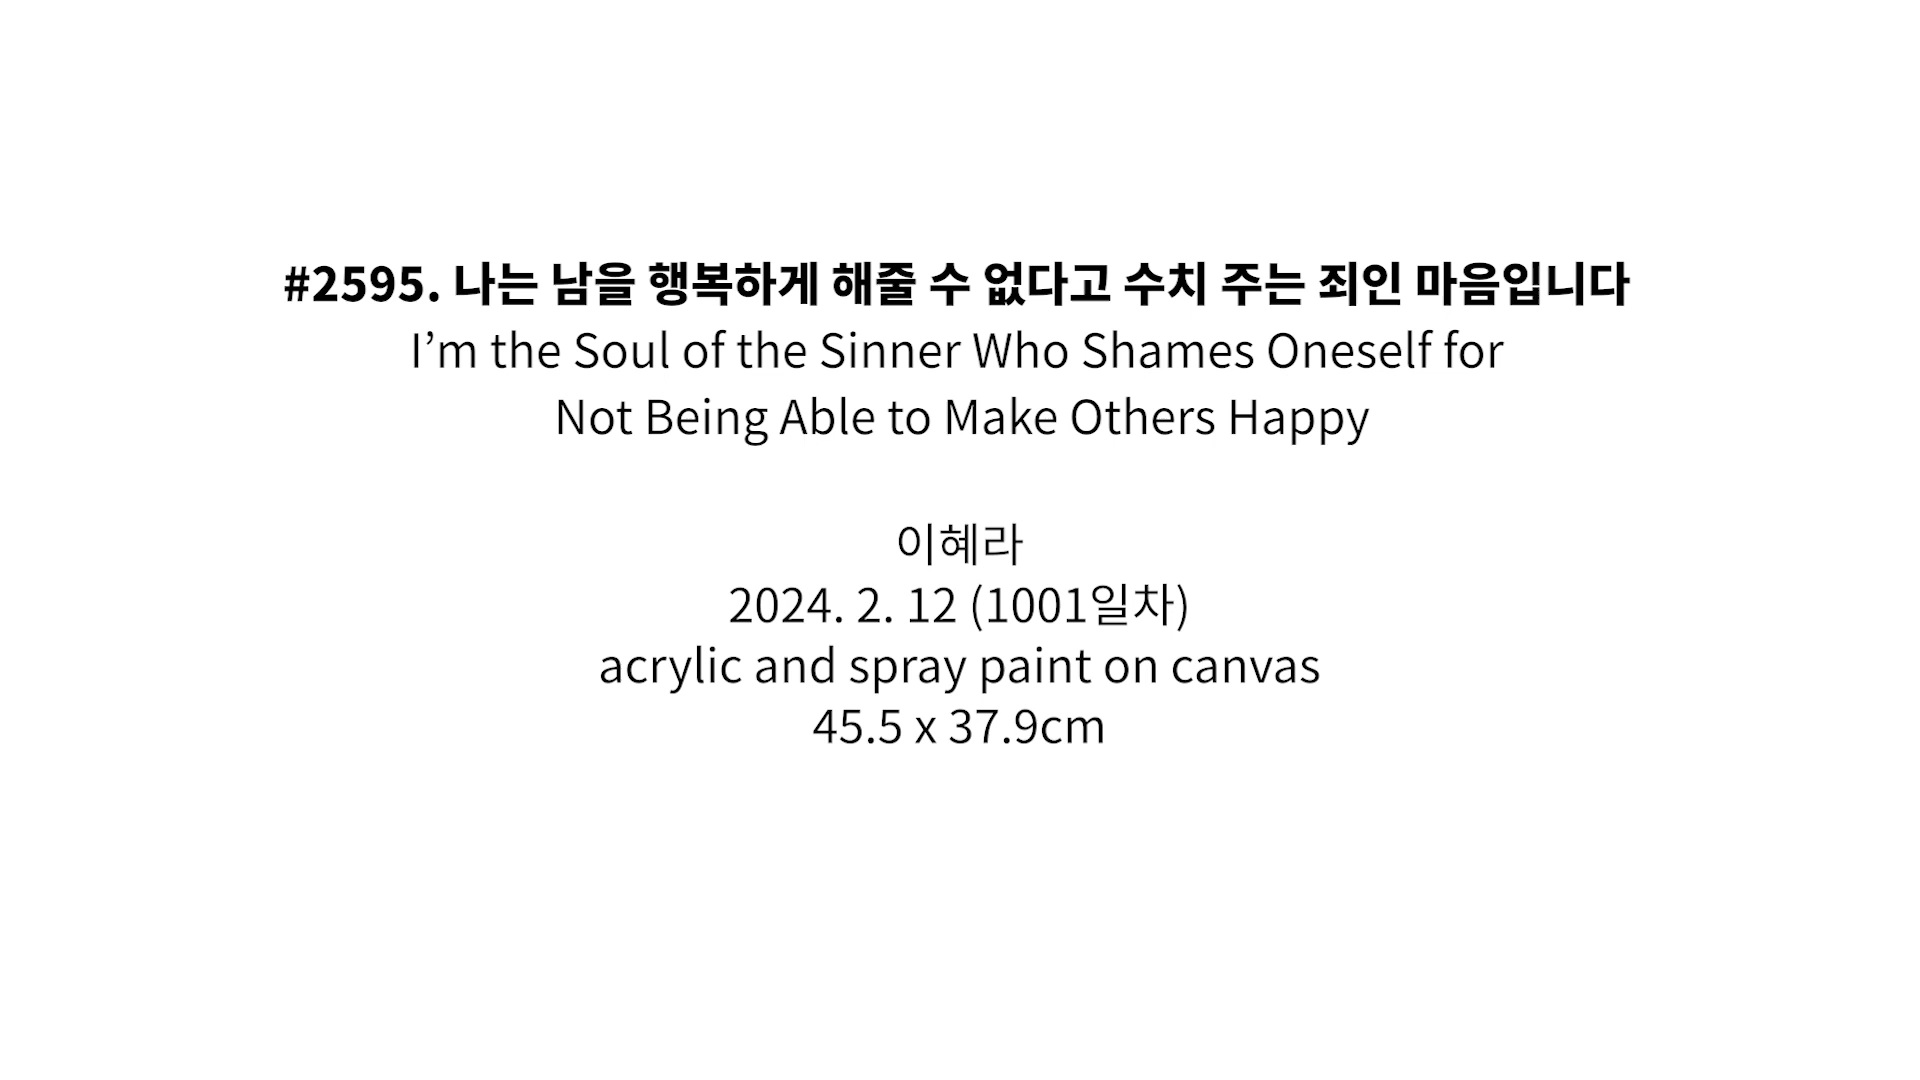 #2595. 나는 남을 행복하게 해줄 수 없다고 수치 주는 죄인 마음입니다
I’m the Soul of the Sinner Who Shames Oneself for
Not Being Able to Make Others Happy
이혜라
2024. 2. 12 (1001일차)
acrylic and spray paint on canvas
45.5 x 37.9cm